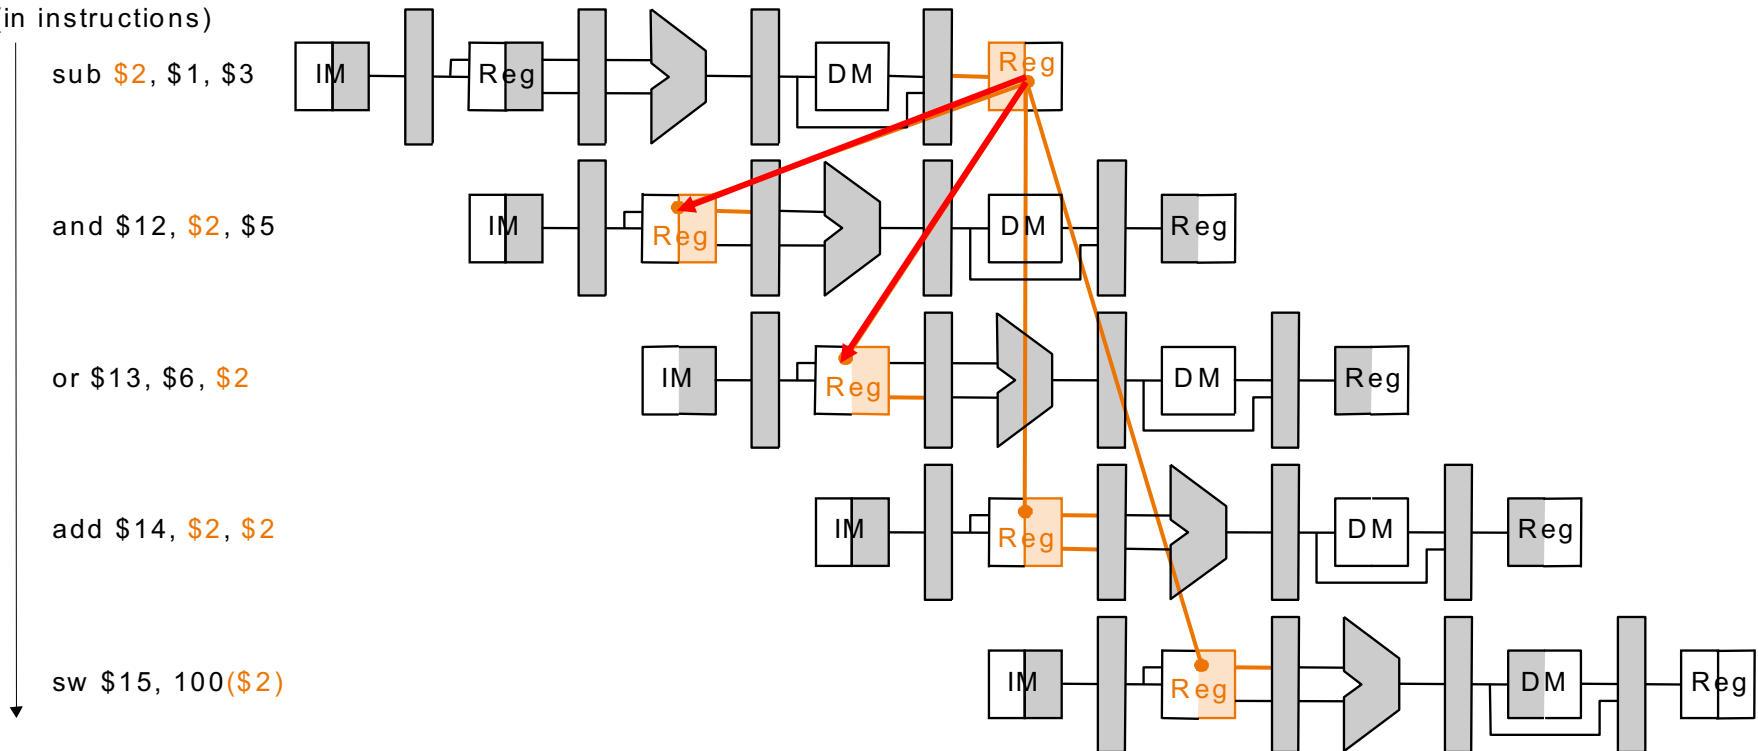 (in instructions)
sub $2, $1, $3 IM Reg DM Reg
and $12, $2, $5 IM Reg DM Reg
or $13, $6, $2 IM Reg DM Reg
add $14, $2, $2 IM Reg DM Reg
sw $15, 100($2) IM Reg DM Reg